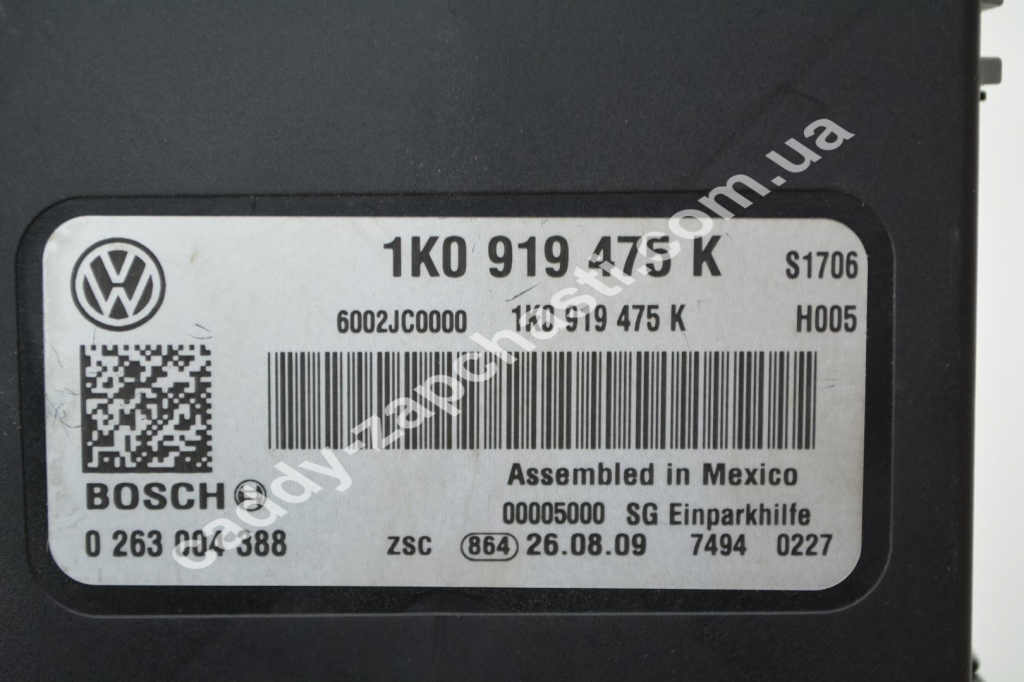 1K0 919 475 K S1706
6002JC0000 1K0 919 475 K H005
Assembled in Mexico
BOSCH
00005000 SG Einparkhilfe
0 263 004 388 ZSC 864 26.08.09 7494 0227
caddy-zapchasti.com.ua